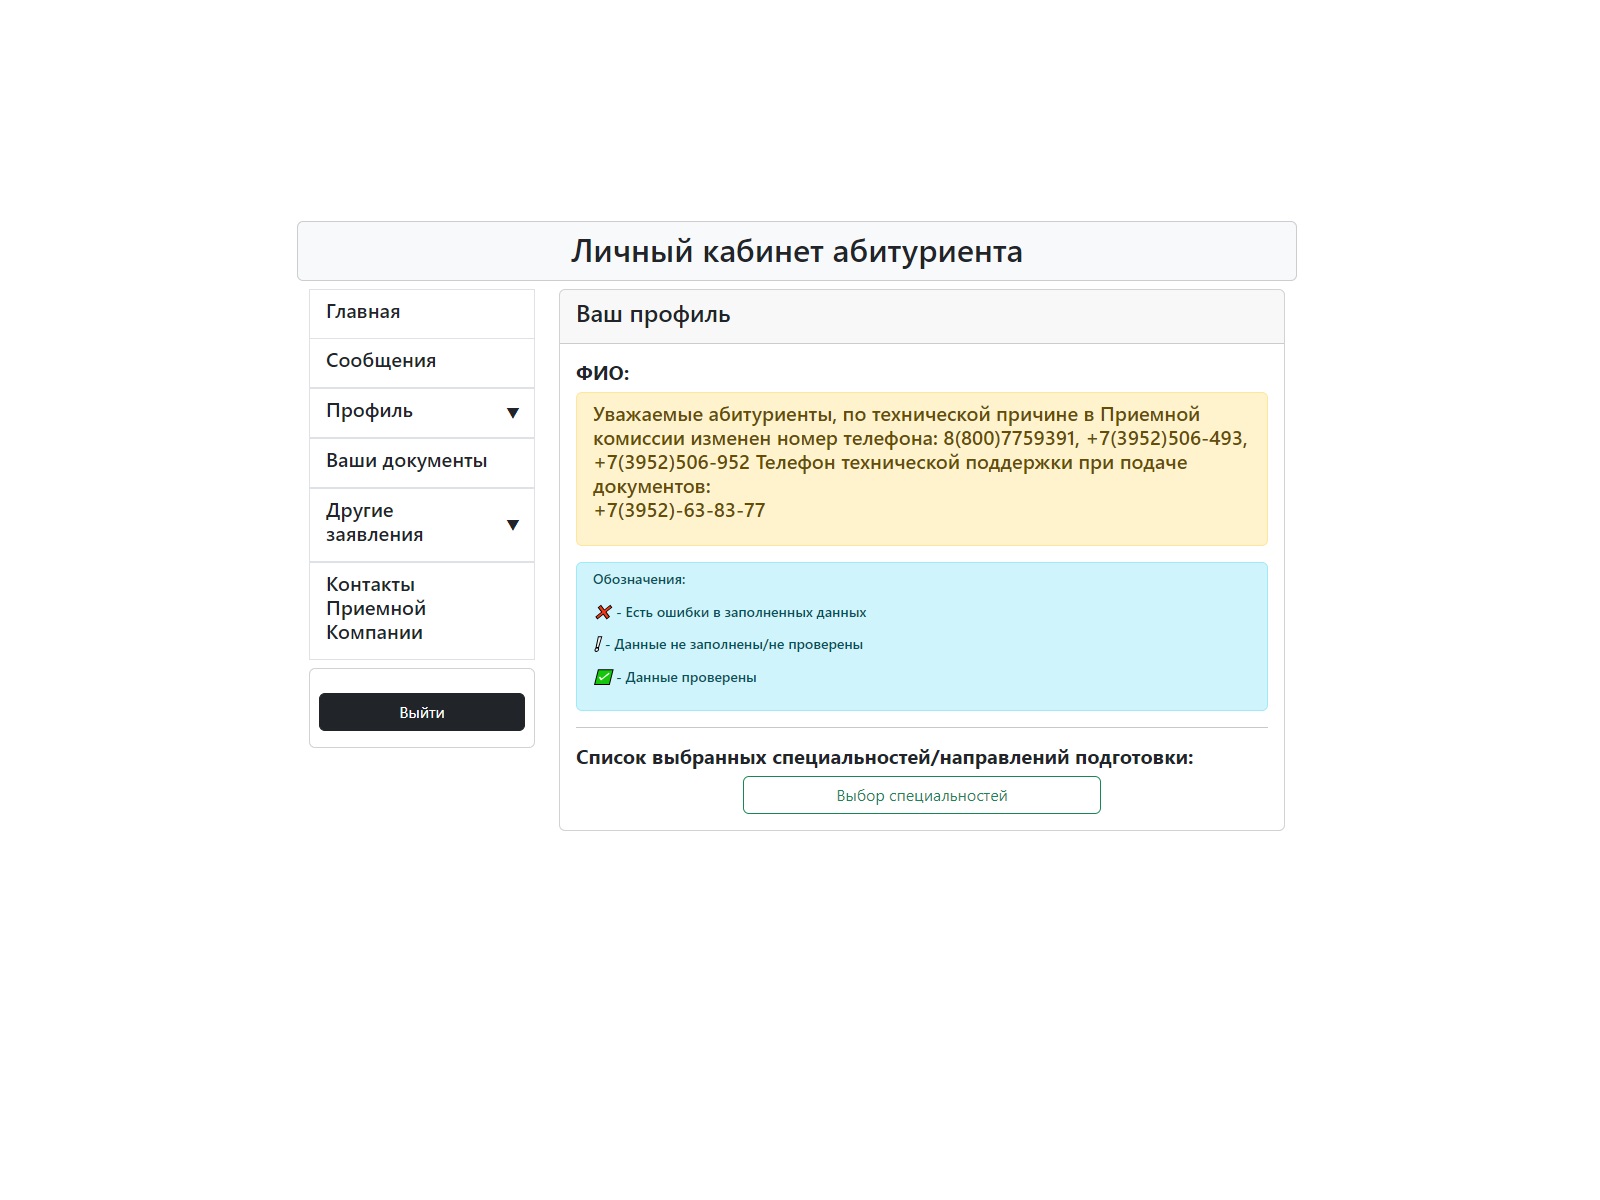 Личный кабинет абитуриента
Главная
Сообщения
Профиль
Ваши документы
Другие
заявления
Контакты
Приемной
Компании
Выйти
Ваш профиль
ФИО:
Уважаемые абитуриенты, по технической причине в Приемной
комиссии изменен номер телефона: 8(800)7759391, +7(3952)506-493,
+7(3952)506-952 Телефон технической поддержки при подаче
документов:
+7(3952)-63-83-77
Обозначения:
- Есть ошибки в заполненных данных
- Данные не заполнены/не проверены
- Данные проверены
Список выбранных специальностей/направлений подготовки:
Выбор специальностей